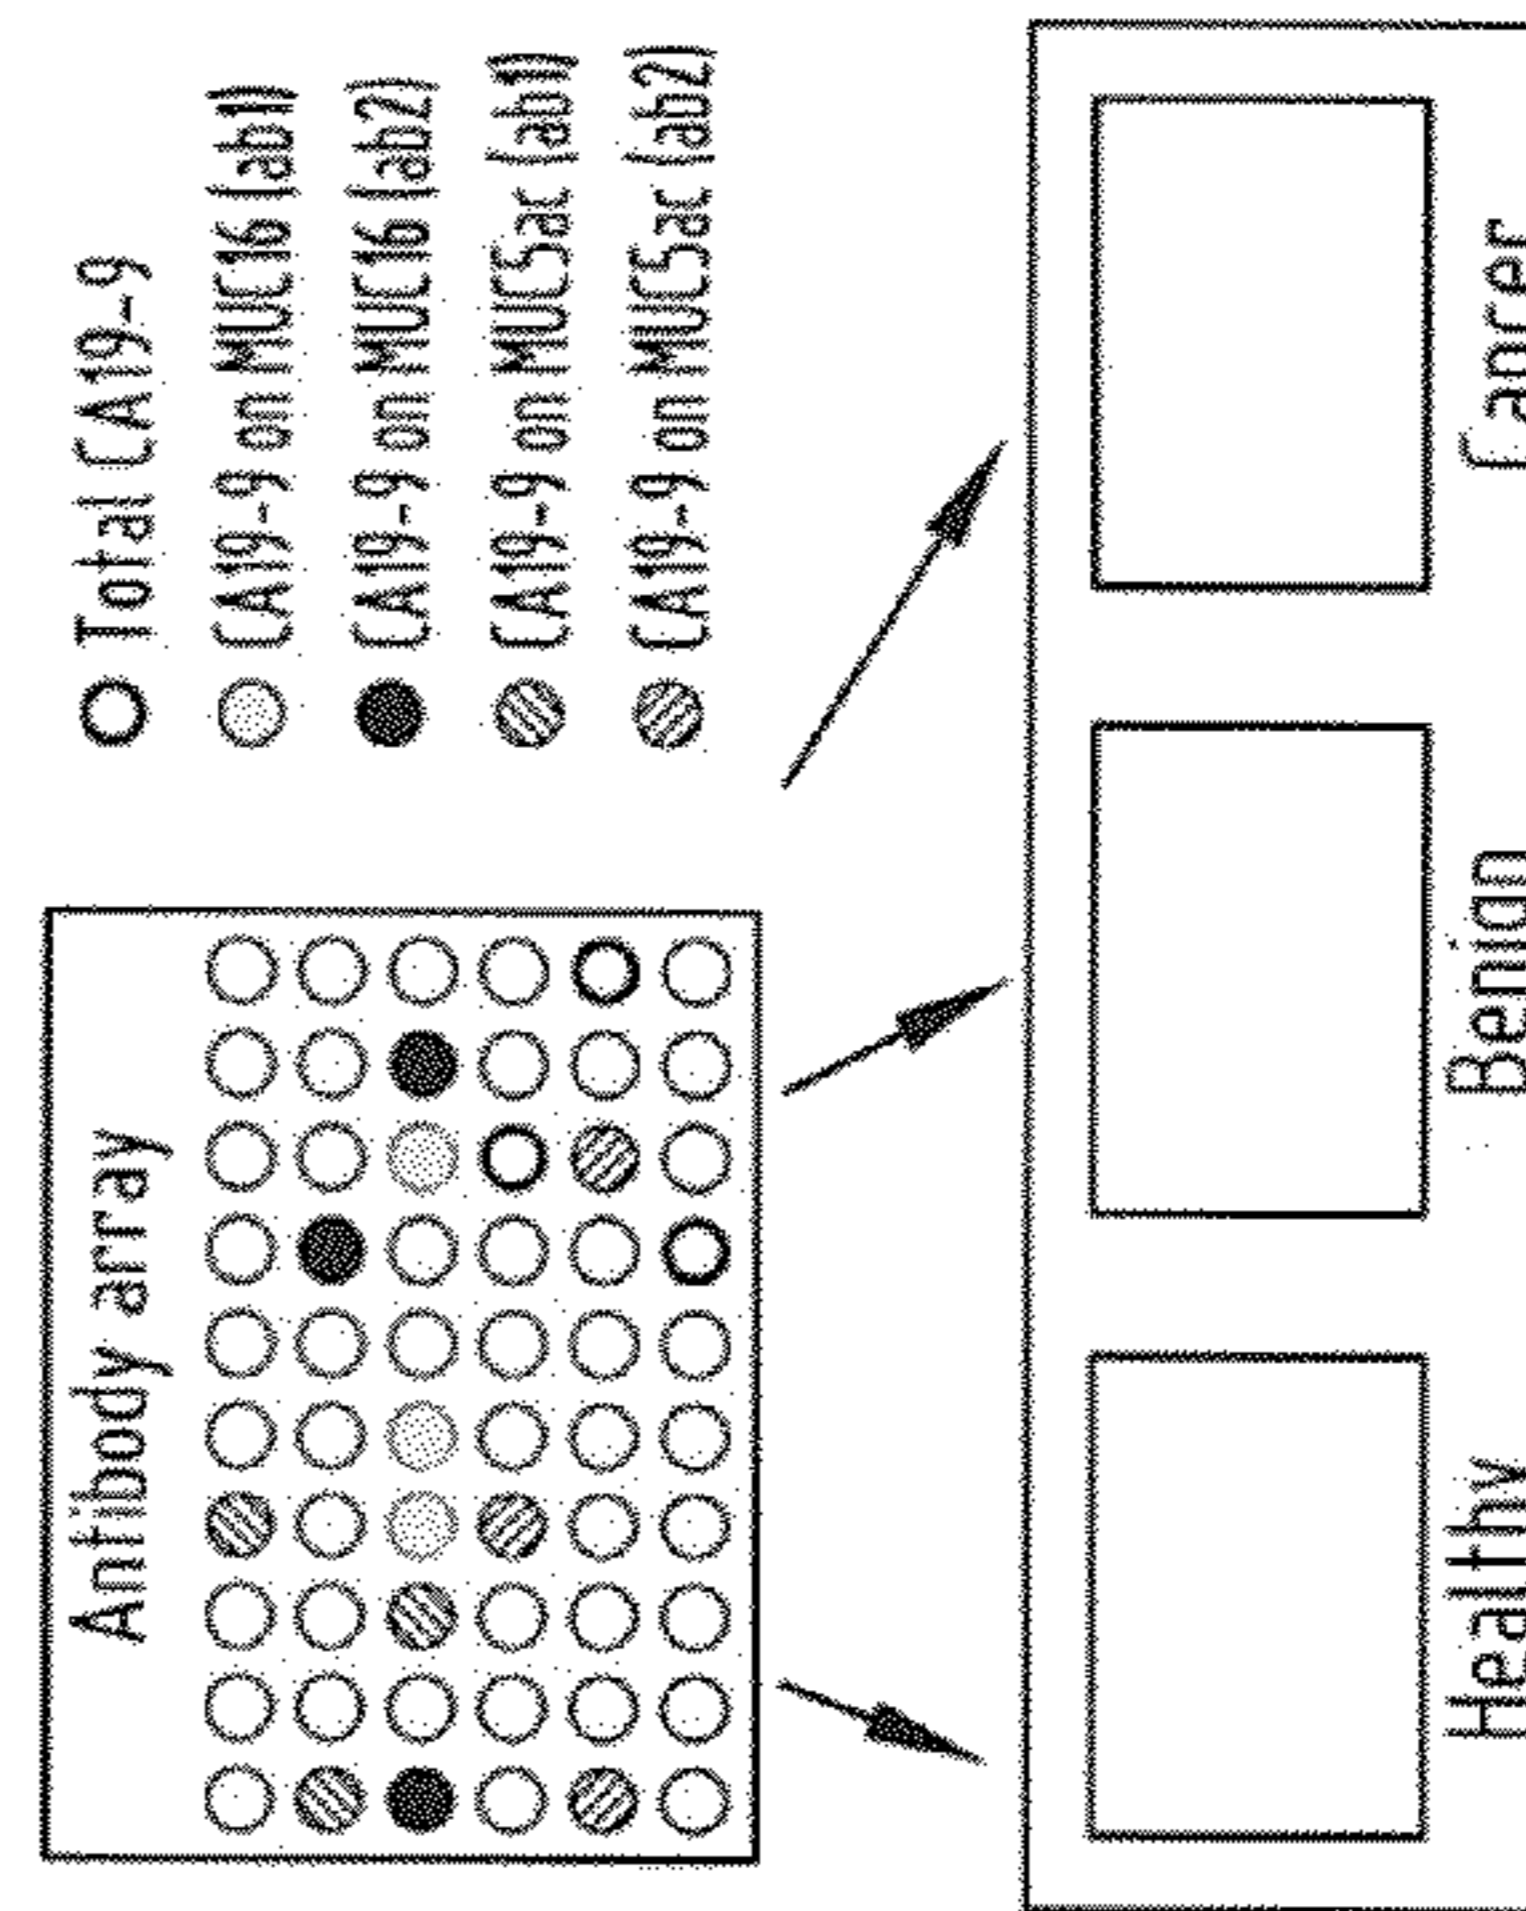 Total CA19-9
CA19-9 on MUC16 (ab1)
CA19-9 on MUC16 (ab2)
CA19-9 on MUC5ac (ab1)
CA19-9 on MUC5ac (ab2)
Antibody array
Healthy
Benign
Cancer